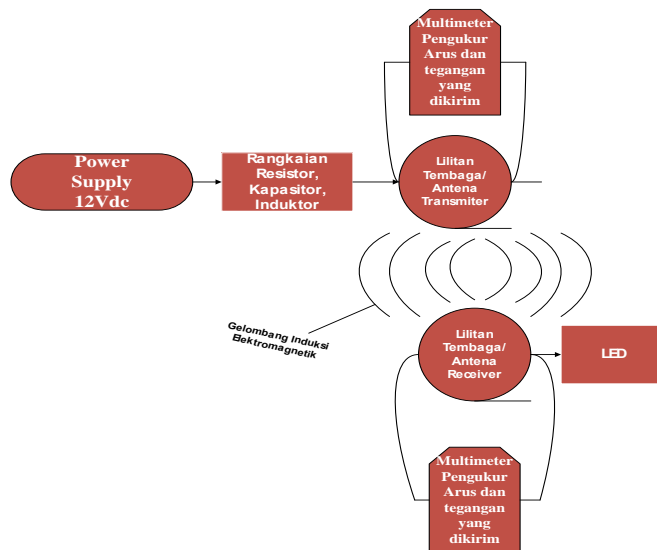 Multimeter
Pengukur
Arus dan
tegangan
yang
dikirim
Power
Supply
12Vdc
Rangkaian
Resistor,
Kapasitor,
Induktor
Lilitan
Tembaga/
Antena
Transmiter
Gelombang Induksi
Elektromagnetik
Lilitan
Tembaga/
Antena
Receiver
LED
Multimeter
Pengukur
Arus dan
tegangan
yang
dikirim